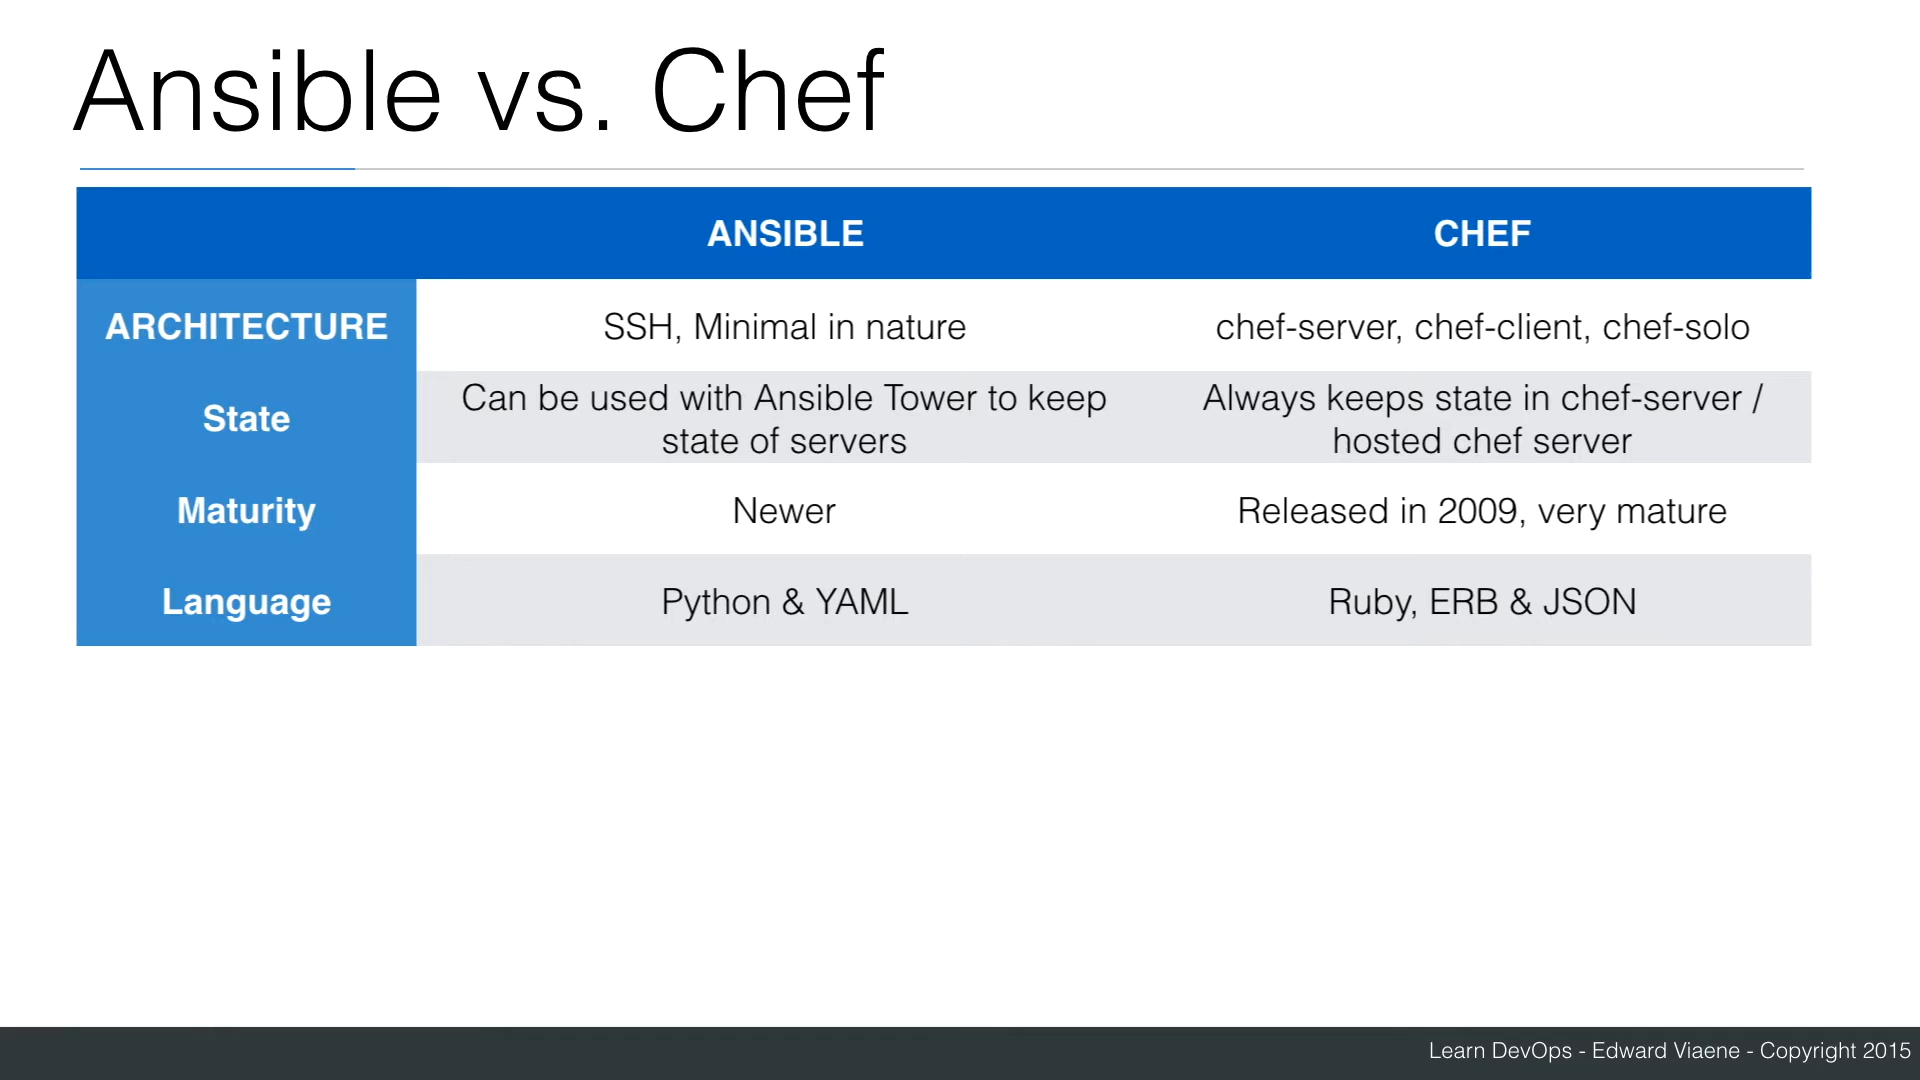 Ansible vs. Chef
ANSIBLE CHEF
ARCHITECTURE SSH, Minimal in nature chef-server, chef-client, chef-solo
State Can be used with Ansible Tower to keep
state of servers Always keeps state in chef-server /
hosted chef server
Maturity Newer Released in 2009, very mature
Language Python & YAML Ruby, ERB & JSON
Learn DevOps - Edward Viaene - Copyright 2015